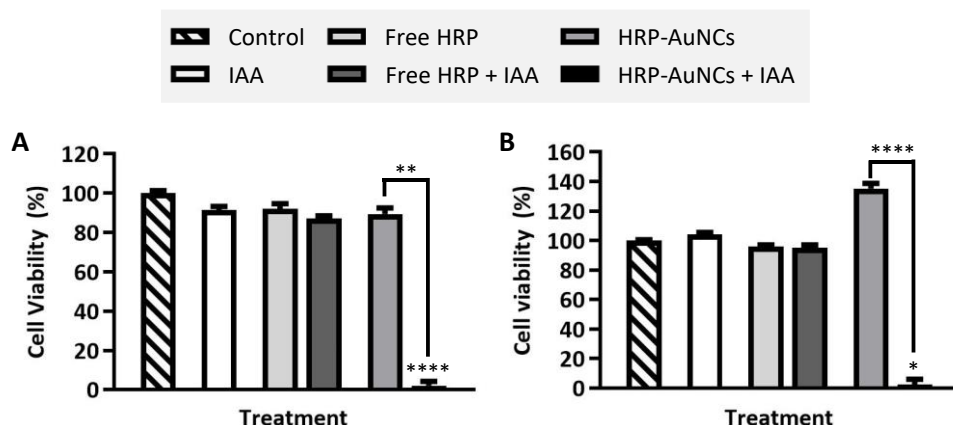 Control Free HRP HRP-AuNCs
IAA Free HRP + IAA HRP-AuNCs + IAA
A
120
100
80
60
40
20
0
Cell Viability (%)
**
****
Treatment
B
160
140
120
100
80
60
40
20
0
Cell viability (%)
****
*
Treatment